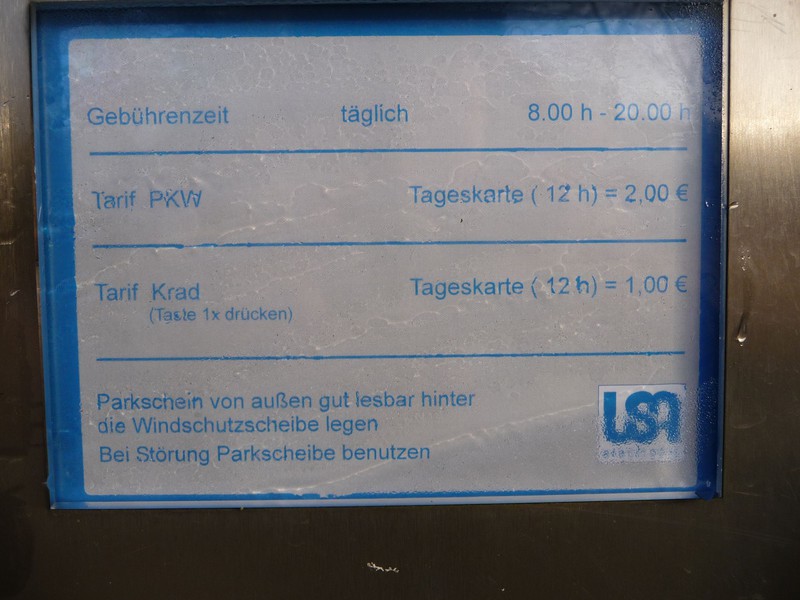 Gebührenzeit täglich 8.00 h - 20.00 h
Tarif PKW Tageskarte ( 12 h) = 2,00 €
Tarif Krad Tageskarte ( 12 h) = 1,00 €
(Taste 1x drücken)
Parkschein von außen gut lesbar hinter
die Windschutzscheibe legen
Bei Störung Parkscheibe benutzen
LSA